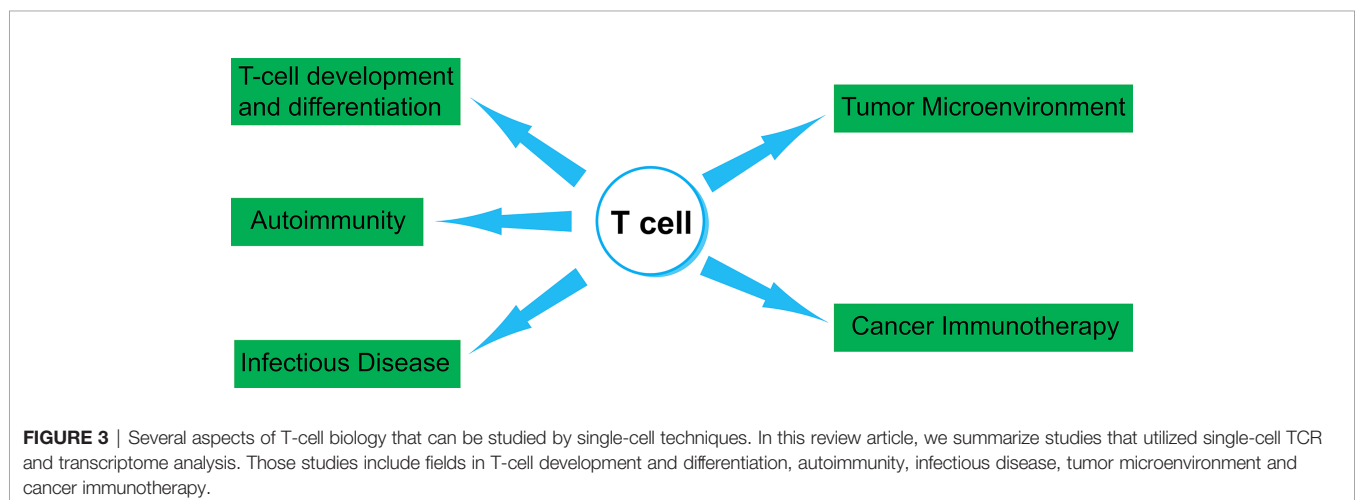 T-cell development
and differentiation
Tumor Microenvironment
Autoimmunity
T cell
Infectious Disease
Cancer Immunotherapy
FIGURE 3 | Several aspects of T-cell biology that can be studied by single-cell techniques. In this review article, we summarize studies that utilized single-cell TCR
and transcriptome analysis. Those studies include fields in T-cell development and differentiation, autoimmunity, infectious disease, tumor microenvironment and
cancer immunotherapy.